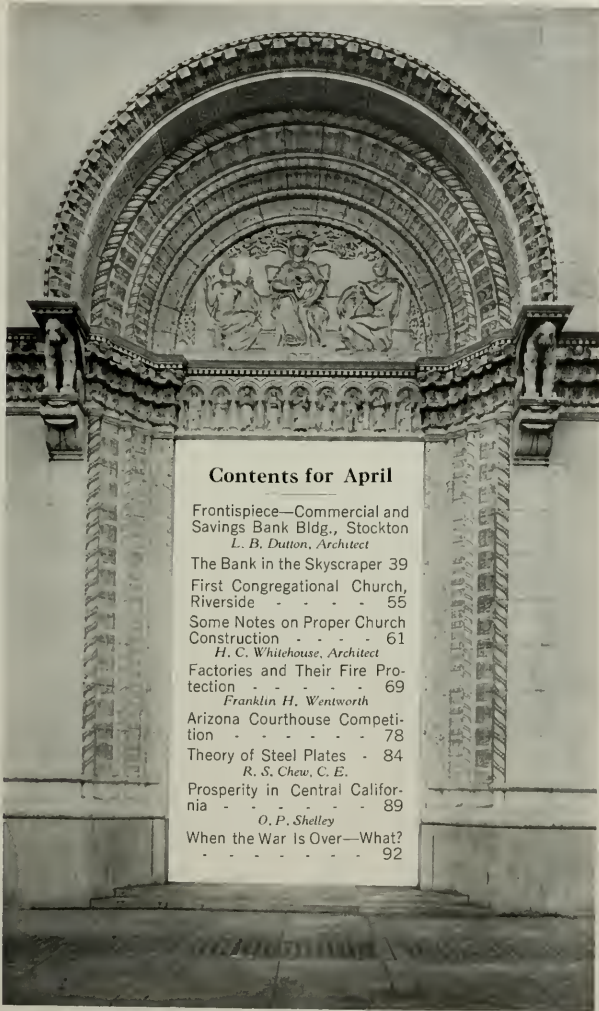 Contents for April
Frontispiece—Commercial and
Savings Bank Bldg., Stockton
L. B. Dutton, Architect
The Bank in the Skyscraper 39
First Congregational Church,
Riverside - - - - 55
Some Notes on Proper Church
Construction - - - - 61
H. C. Whitehouse, Architect
Factories and Their Fire Pro-
tection - - - - - 69
Franklin H. Wentworth
Arizona Courthouse Competi-
tion - - - - - - 78
Theory of Steel Plates - 84
R. S. Chew, C. E.
Prosperity in Central Califor-
nia - - - - - - 89
O. P. Shelley
When the War Is Over—What?
- - - - - - - 92